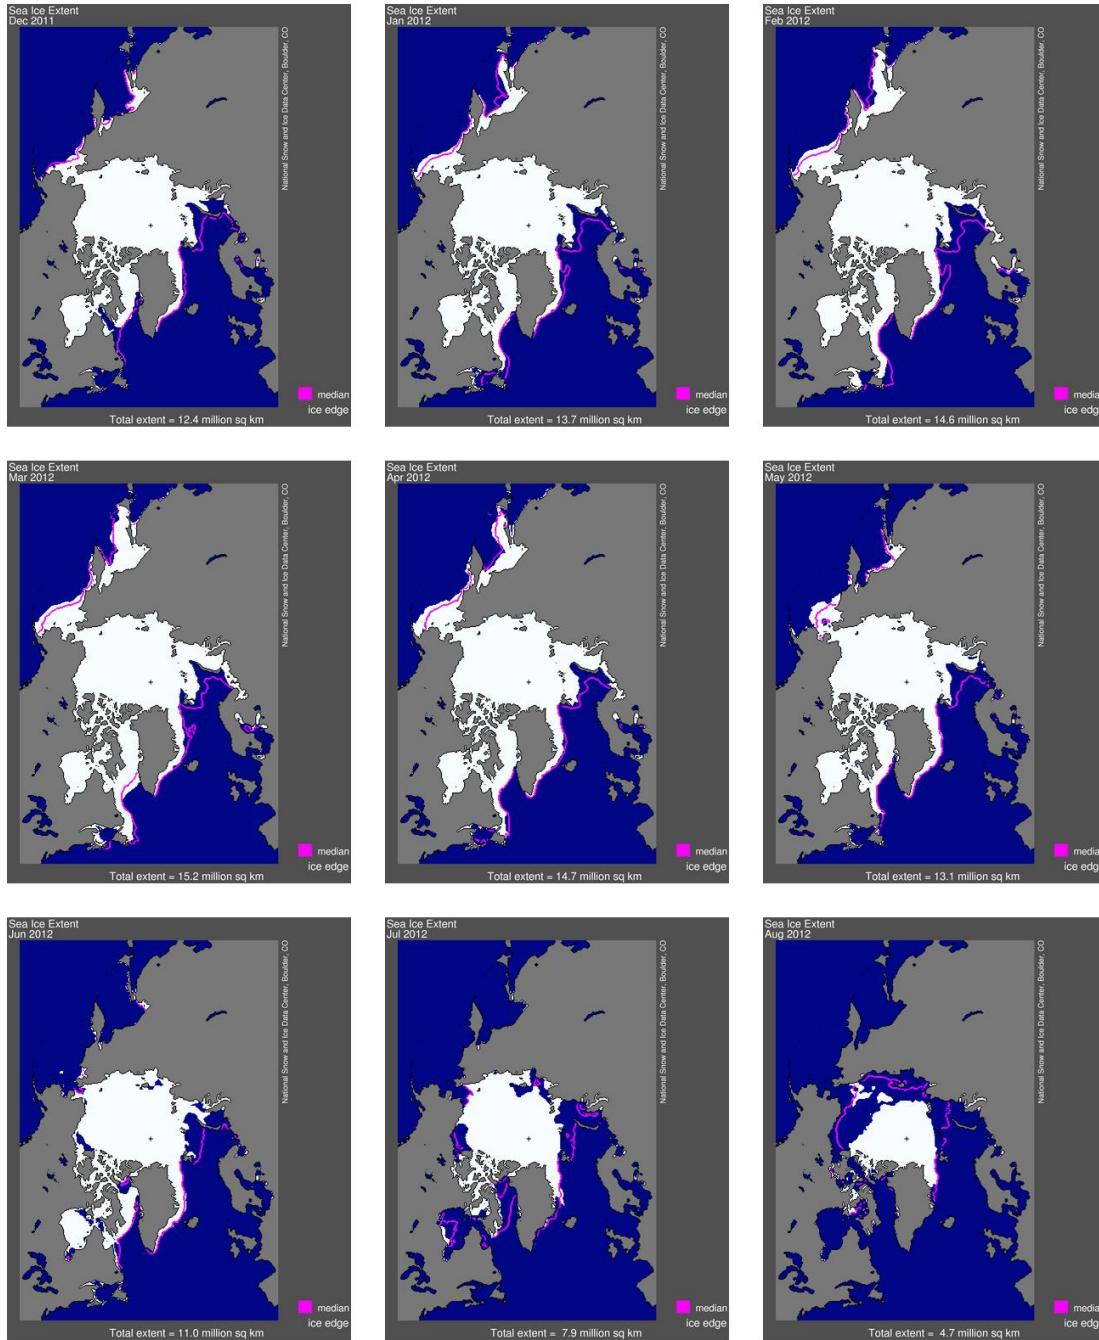 Sea Ice Extent
Dec 2011
National Snow and Ice Data Center, Boulder, CO
median
ice edge
Total extent = 12.4 million sq km
Sea Ice Extent
Jan 2012
National Snow and Ice Data Center, Boulder, CO
median
ice edge
Total extent = 13.7 million sq km
Sea Ice Extent
Feb 2012
National Snow and Ice Data Center, Boulder, CO
media
ice edge
Total extent = 14.6 million sq km
Sea Ice Extent
Mar 2012
National Snow and Ice Data Center, Boulder, CO
median
ice edge
Total extent = 15.2 million sq km
Sea Ice Extent
Apr 2012
National Snow and Ice Data Center, Boulder, CO
median
ice edge
Total extent = 14.7 million sq km
Sea Ice Extent
May 2012
National Snow and Ice Data Center, Boulder, CO
media
ice edge
Total extent = 13.1 million sq km
Sea Ice Extent
Jun 2012
National Snow and Ice Data Center, Boulder, CO
median
ice edge
Total extent = 11.0 million sq km
Sea Ice Extent
Jul 2012
National Snow and Ice Data Center, Boulder, CO
median
ice edge
Total extent = 7.9 million sq km
Sea Ice Extent
Aug 2012
National Snow and Ice Data Center, Boulder, CO
media
ice edge
Total extent = 4.7 million sq km